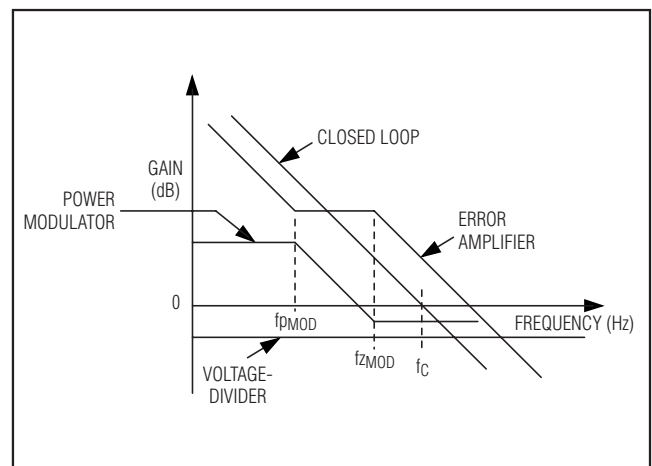 CLOSED LOOP
GAIN
(dB)
POWER
MODULATOR
ERROR
AMPLIFIER
0
fpMOD
FREQUENCY (Hz)
fzMOD
fC
VOLTAGE-
DIVIDER